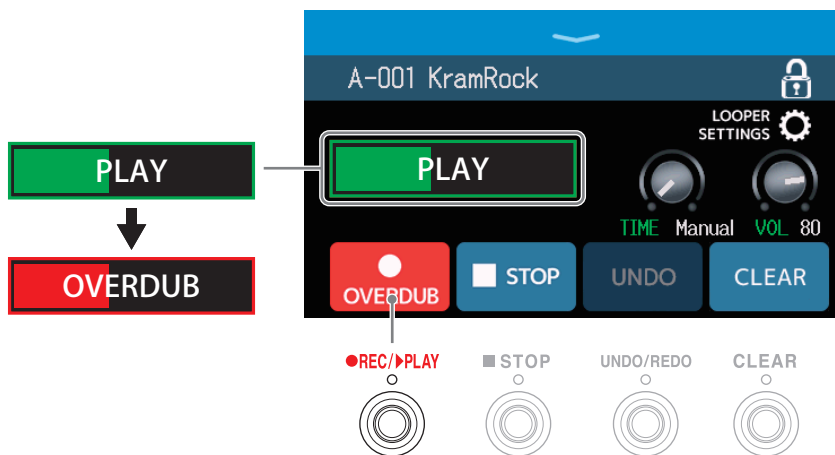 A-001 KramRock
LOOPER
SETTINGS
PLAY
PLAY
TIME Manual VOL 80
OVERDUB
OVERDUB
STOP
UNDO
CLEAR
●REC/▶PLAY
■STOP
UNDO/REDO
CLEAR